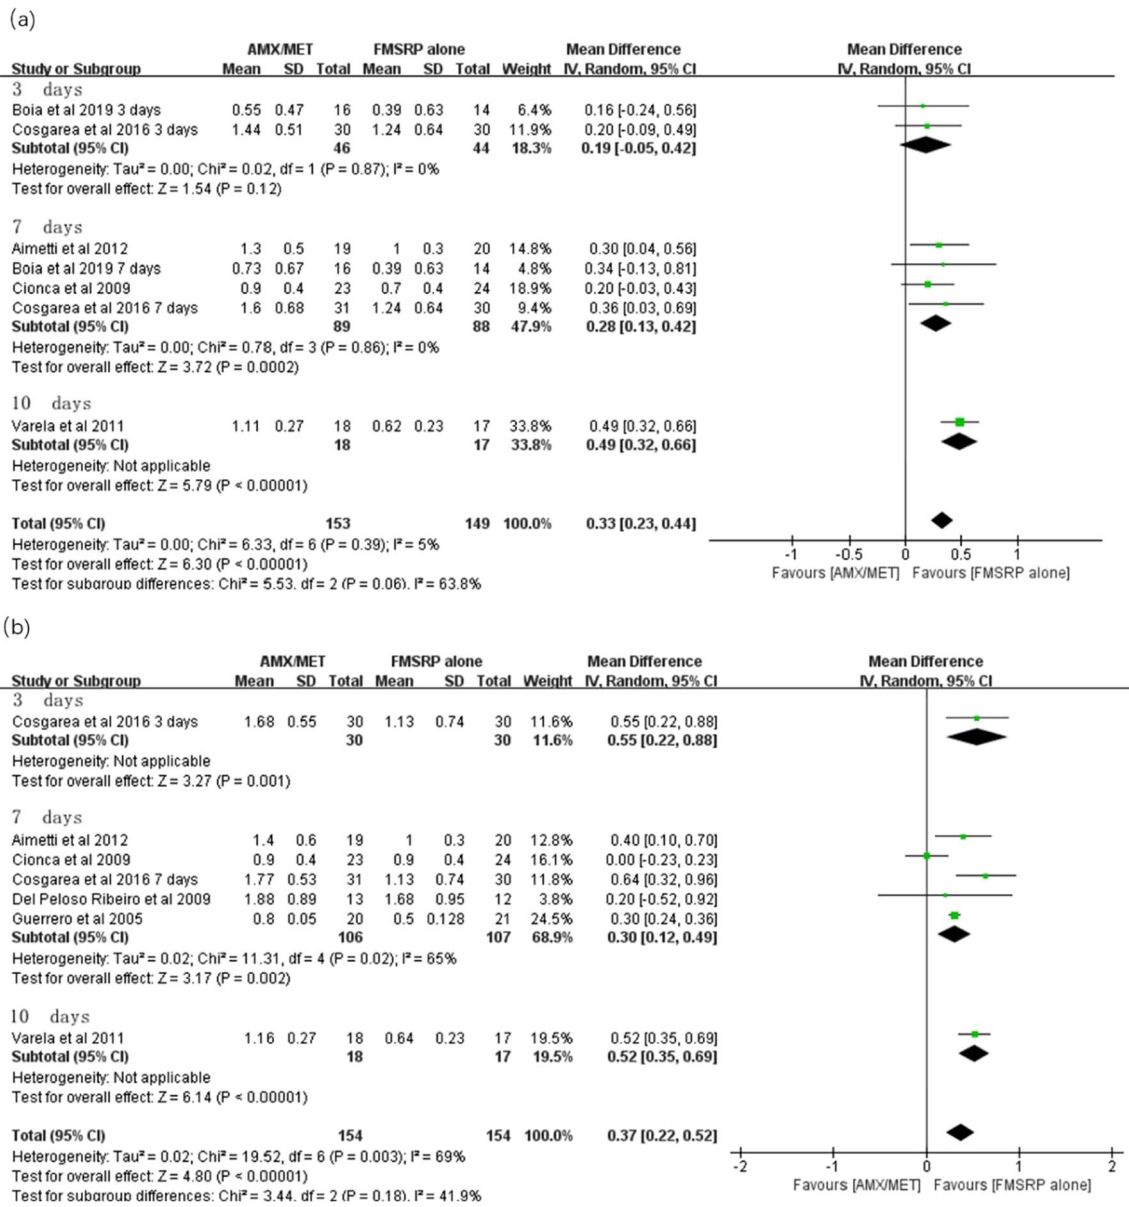 (a)
AMX/MET FMSRP alone Mean Difference Mean Difference
Study or Subgroup Mean SD Total Mean SD Total Weight IV, Random, 95% CI IV, Random, 95% CI
3 days
Boia et al 2019 3 days 0.55 0.47 16 0.39 0.63 14 6.4% 0.16 [-0.24, 0.56]
Cosgarea et al 2016 3 days 1.44 0.51 30 1.24 0.64 30 11.9% 0.20 [-0.09, 0.49]
Subtotal (95% CI) 46 44 18.3% 0.19 [-0.05, 0.42]
Heterogeneity: Tau² = 0.00; Chi² = 0.02, df = 1 (P = 0.87); I² = 0%
Test for overall effect: Z = 1.54 (P = 0.12)
7 days
Aimetti et al 2012 1.3 0.5 19 1 0.3 20 14.8% 0.30 [0.04, 0.56]
Boia et al 2019 7 days 0.73 0.67 16 0.39 0.63 14 4.8% 0.34 [-0.13, 0.81]
Cionca et al 2009 0.9 0.4 23 0.7 0.4 24 18.9% 0.20 [-0.03, 0.43]
Cosgarea et al 2016 7 days 1.6 0.68 31 1.24 0.64 30 9.4% 0.36 [0.03, 0.69]
Subtotal (95% CI) 89 88 47.9% 0.28 [0.13, 0.42]
Heterogeneity: Tau² = 0.00; Chi² = 0.78, df = 3 (P = 0.86); I² = 0%
Test for overall effect: Z = 3.72 (P = 0.0002)
10 days
Varela et al 2011 1.11 0.27 18 0.62 0.23 17 33.8% 0.49 [0.32, 0.66]
Subtotal (95% CI) 18 17 33.8% 0.49 [0.32, 0.66]
Heterogeneity: Not applicable
Test for overall effect: Z = 5.79 (P < 0.00001)
Total (95% CI) 153 149 100.0% 0.33 [0.23, 0.44]
Heterogeneity: Tau² = 0.00; Chi² = 6.33, df = 6 (P = 0.39); I² = 5%
Test for overall effect: Z = 6.30 (P < 0.00001)
Test for subgroup differences: Chi² = 5.53, df = 2 (P = 0.06), I² = 63.8%
-1 -0.5 0 0.5 1
Favours [AMX/MET] Favours [FMSRP alone]
(b)
AMX/MET FMSRP alone Mean Difference Mean Difference
Study or Subgroup Mean SD Total Mean SD Total Weight IV, Random, 95% CI IV, Random, 95% CI
3 days
Cosgarea et al 2016 3 days 1.68 0.55 30 1.13 0.74 30 11.6% 0.55 [0.22, 0.88]
Subtotal (95% CI) 30 30 11.6% 0.55 [0.22, 0.88]
Heterogeneity: Not applicable
Test for overall effect: Z = 3.27 (P = 0.001)
7 days
Aimetti et al 2012 1.4 0.6 19 1 0.3 20 12.8% 0.40 [0.10, 0.70]
Cionca et al 2009 0.9 0.4 23 0.9 0.4 24 16.1% 0.00 [-0.23, 0.23]
Cosgarea et al 2016 7 days 1.77 0.53 31 1.13 0.74 30 11.8% 0.64 [0.32, 0.96]
Del Peloso Ribeiro et al 2009 1.88 0.89 13 1.68 0.95 12 3.8% 0.20 [-0.52, 0.92]
Guerrero et al 2005 0.8 0.05 20 0.5 0.128 21 24.5% 0.30 [0.24, 0.36]
Subtotal (95% CI) 106 107 68.9% 0.30 [0.12, 0.49]
Heterogeneity: Tau² = 0.02; Chi² = 11.31, df = 4 (P = 0.02); I² = 65%
Test for overall effect: Z = 3.17 (P = 0.002)
10 days
Varela et al 2011 1.16 0.27 18 0.64 0.23 17 19.5% 0.52 [0.35, 0.69]
Subtotal (95% CI) 18 17 19.5% 0.52 [0.35, 0.69]
Heterogeneity: Not applicable
Test for overall effect: Z = 6.14 (P < 0.00001)
Total (95% CI) 154 154 100.0% 0.37 [0.22, 0.52]
Heterogeneity: Tau² = 0.02; Chi² = 19.52, df = 6 (P = 0.003); I² = 69%
Test for overall effect: Z = 4.80 (P < 0.00001)
Test for subgroup differences: Chi² = 3.44, df = 2 (P = 0.18), I² = 41.9%
-2 -1 0 1 2
Favours [AMX/MET] Favours [FMSRP alone]